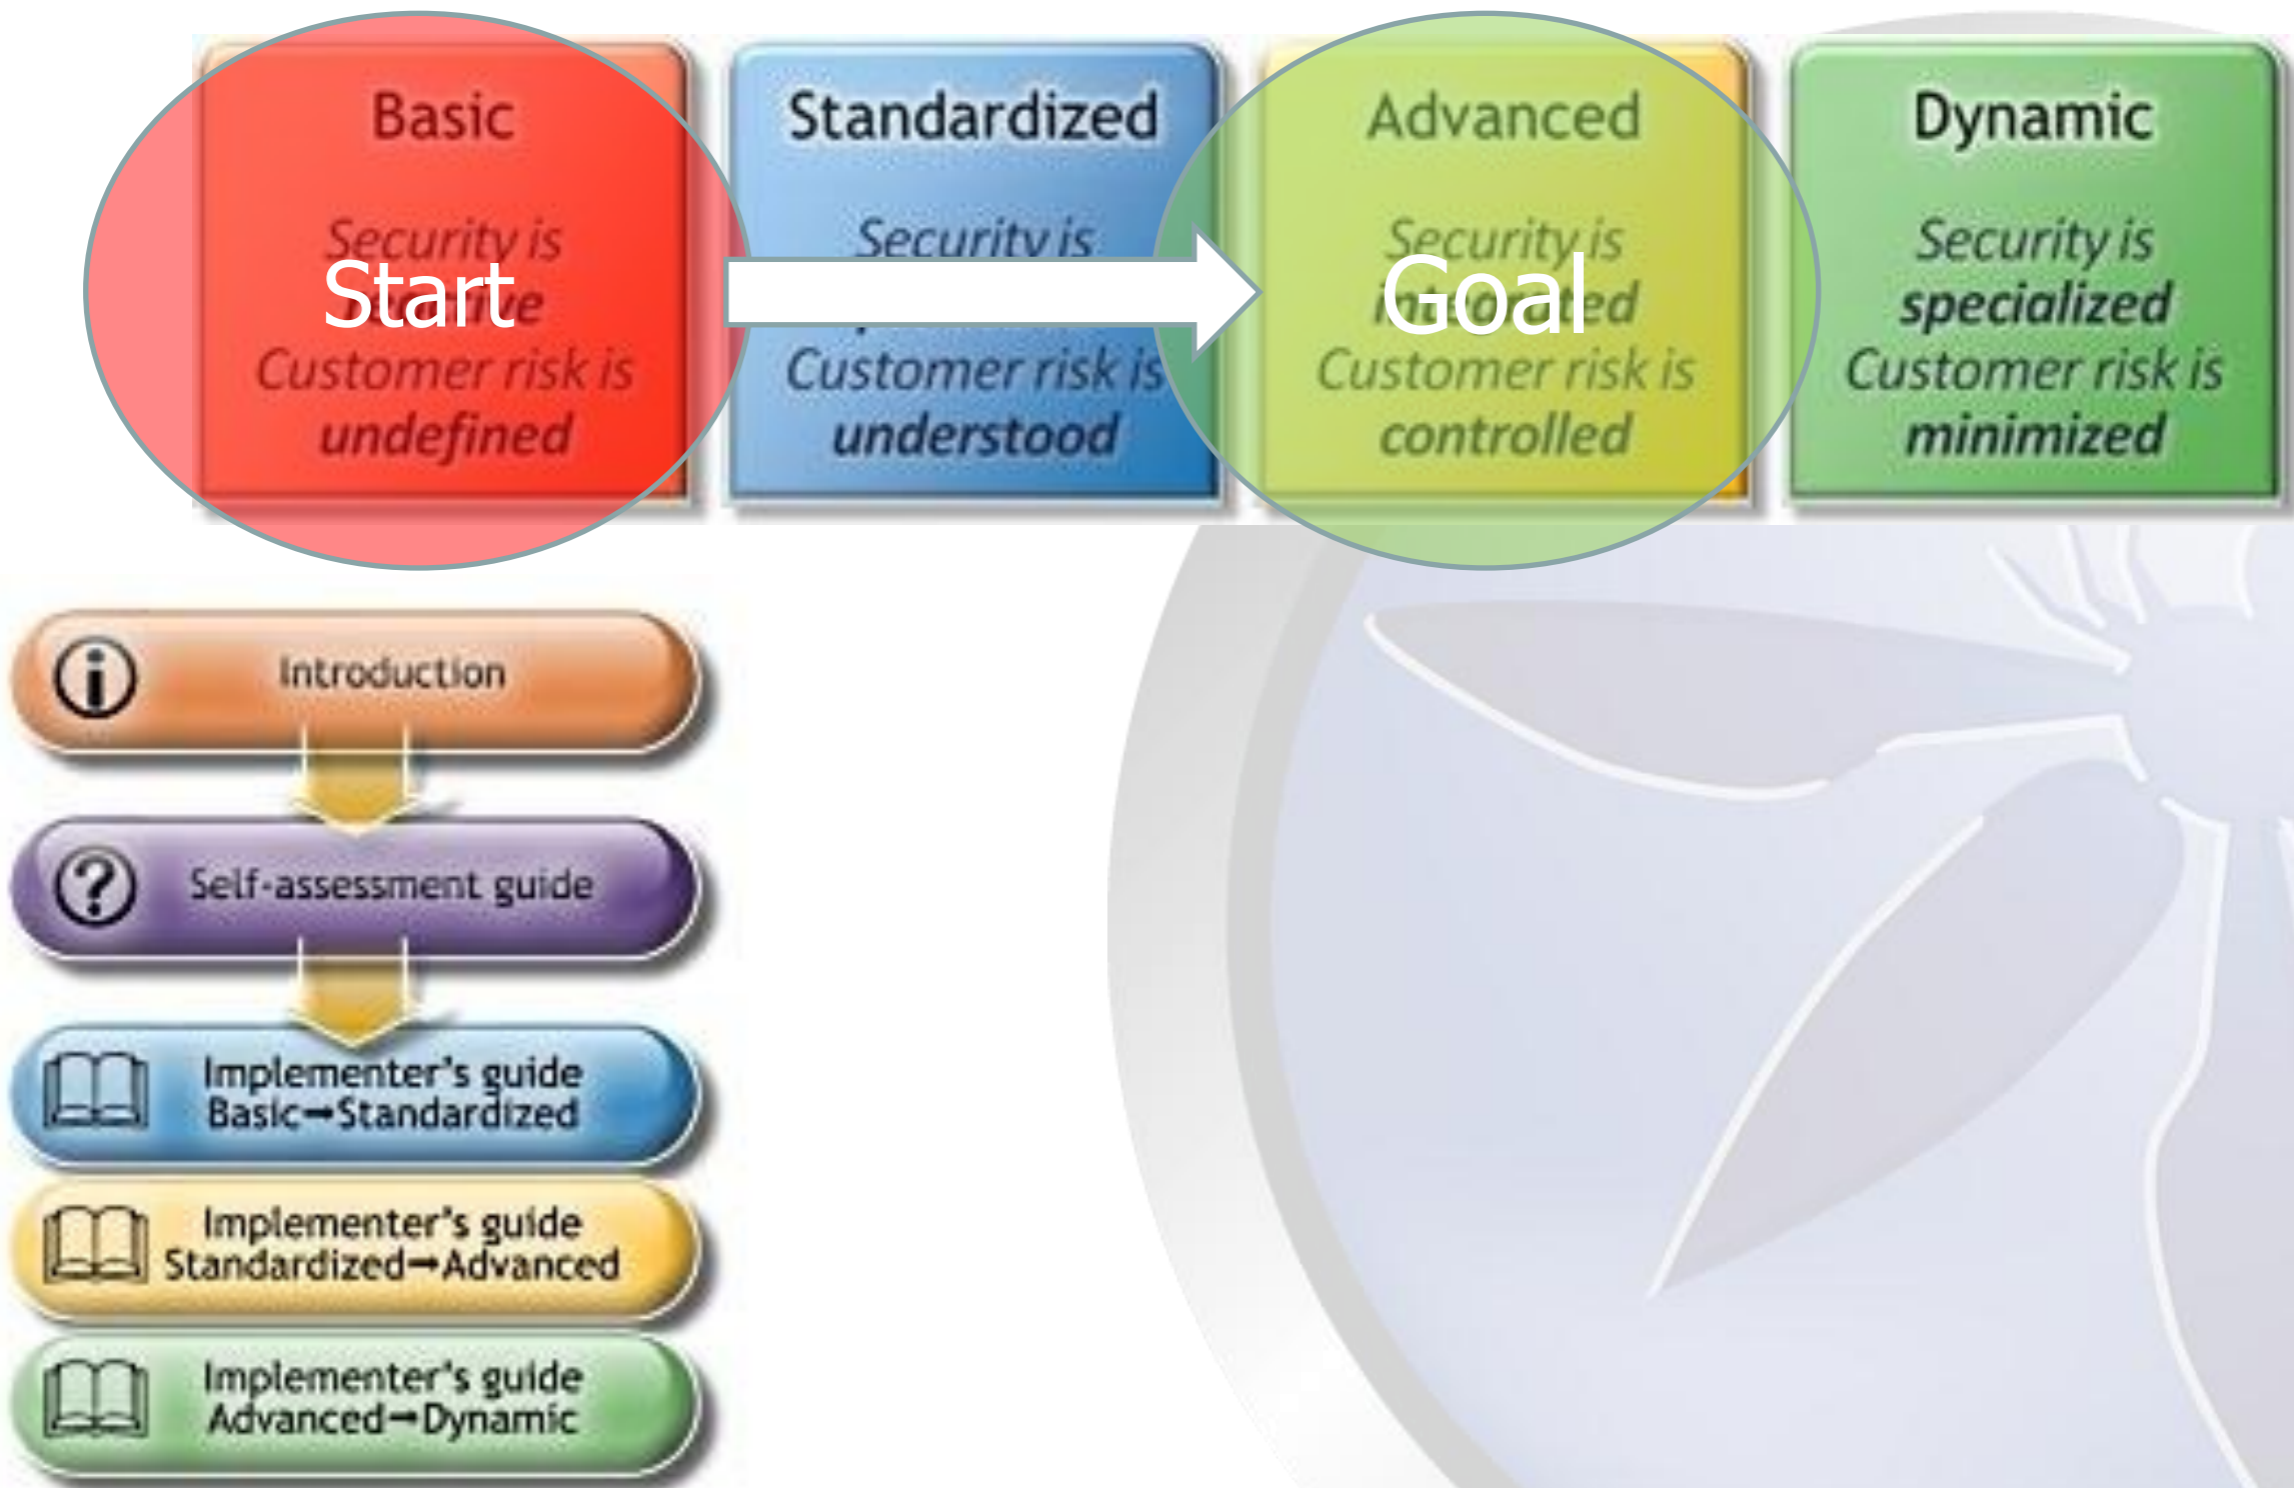 Basic
Security is
reactive
Customer risk is
undefined
Start
Standardized
Security is
Customer risk is
understood
Advanced
Security is
integrated
Customer risk is
controlled
Goal
Dynamic
Security is
specialized
Customer risk is
minimized
Introduction
Self-assessment guide
Implementer's guide
Basic→Standardized
Implementer's guide
Standardized→Advanced
Implementer's guide
Advanced→Dynamic